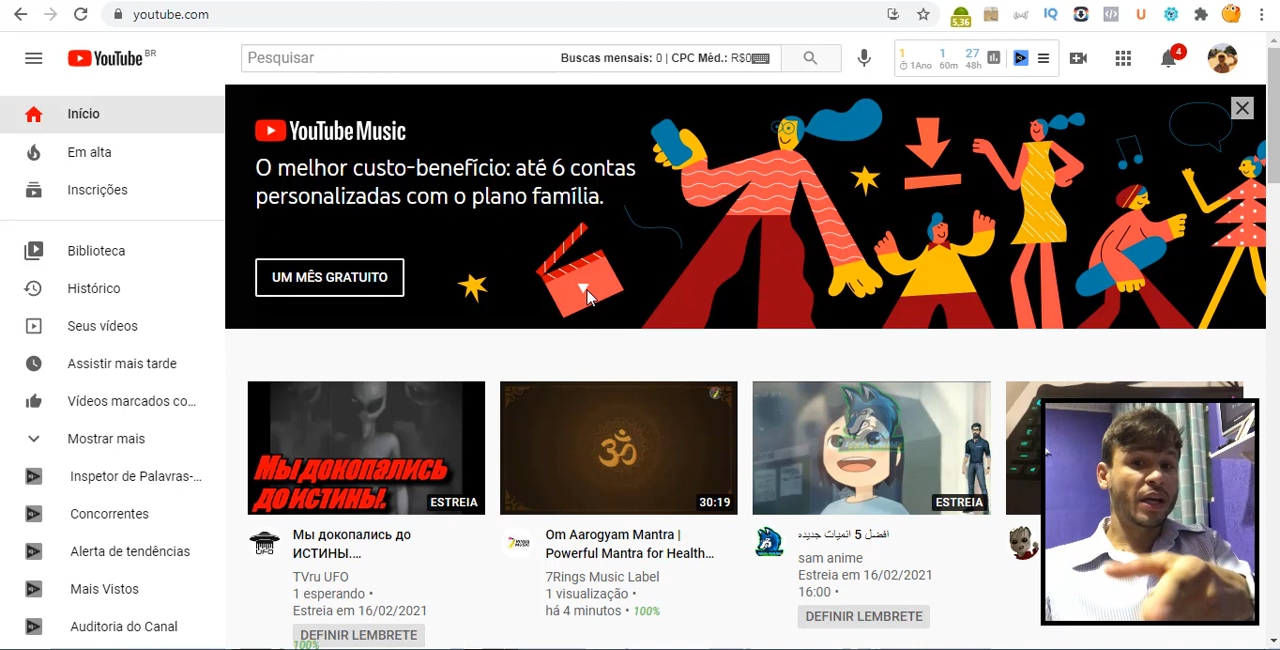 youtube.com
5,36
YouTube BR
Pesquisar
Buscas mensais: 0 | CPC Méd.: R$0
1 1 27
1Ano 60m 48h
4
Início
Em alta
Inscrições
Biblioteca
Histórico
Seus vídeos
Assistir mais tarde
Vídeos marcados co...
Mostrar mais
Inspetor de Palavras-...
Concorrentes
Alerta de tendências
Mais Vistos
Auditoria do Canal
YouTube Music
O melhor custo-benefício: até 6 contas
personalizadas com o plano família.
UM MÊS GRATUITO
Мы докопались
до истины.
ESTREIA
ॐ
30:19
ESTREIA
Мы докопались до
ИСТИНЫ....
TVru UFO
1 esperando •
Estreia em 16/02/2021
DEFINIR LEMBRETE
100%
Om Aarogyam Mantra |
Powerful Mantra for Health...
7Rings Music Label
1 visualização •
há 4 minutos • 100%
افضل 5 انميات جديده
sam anime
Estreia em 16/02/2021
16:00 •
DEFINIR LEMBRETE